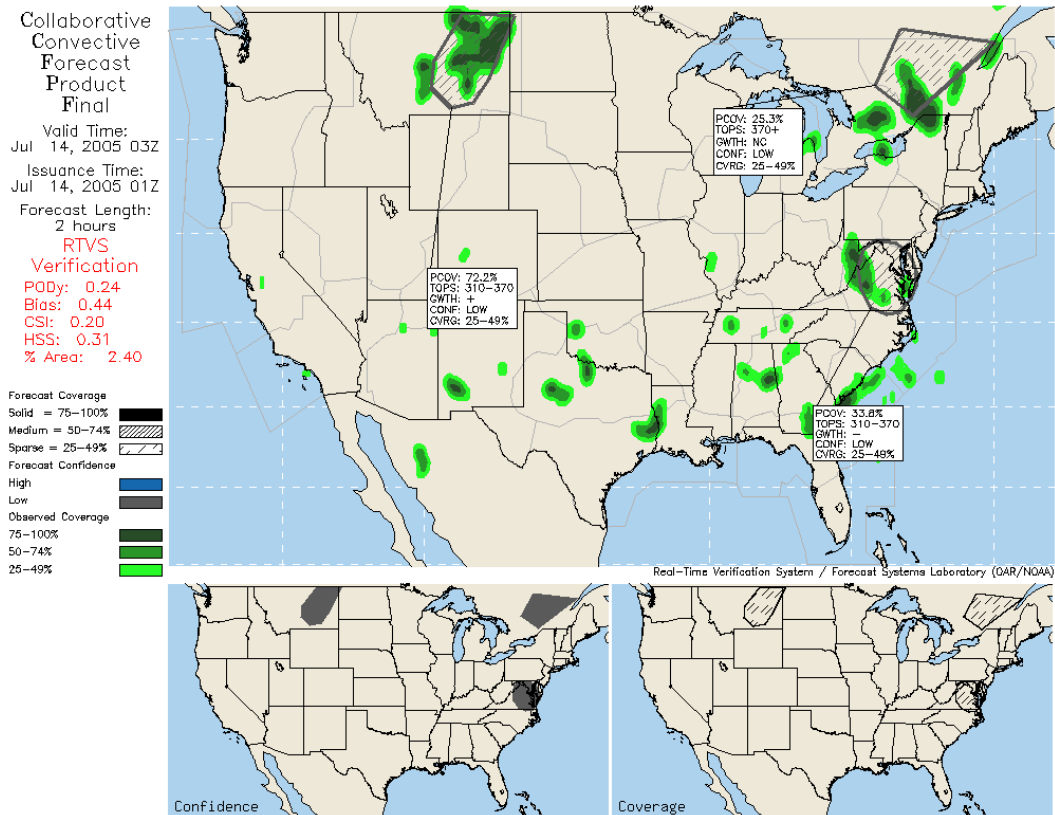 Collaborative
Convective
Forecast
Product
Final
Valid Time:
Jul 14, 2005 03Z
Issuance Time:
Jul 14, 2005 01Z
Forecast Length:
2 hours
RTVS
Verification
PODy: 0.24
Bias: 0.44
CSI: 0.20
HSS: 0.31
% Area: 2.40
Forecast Coverage
Solid = 75-100%
Medium = 50-74%
Sparse = 25-49%
Forecast Confidence
High
Low
Observed Coverage
75-100%
50-74%
25-49%
PCOV: 25.3%
TOPS: 370+
GWTH: NC
CONF: LOW
CVRG: 25-49%
PCOV: 72.2%
TOPS: 310-370
GWTH: +
CONF: LOW
CVRG: 25-49%
PCOV: 33.8%
TOPS: 310-370
GWTH: -
CONF: LOW
CVRG: 25-49%
Real-Time Verification System / Forecast Systems Laboratory (OAR/NOAA)
Confidence
Coverage